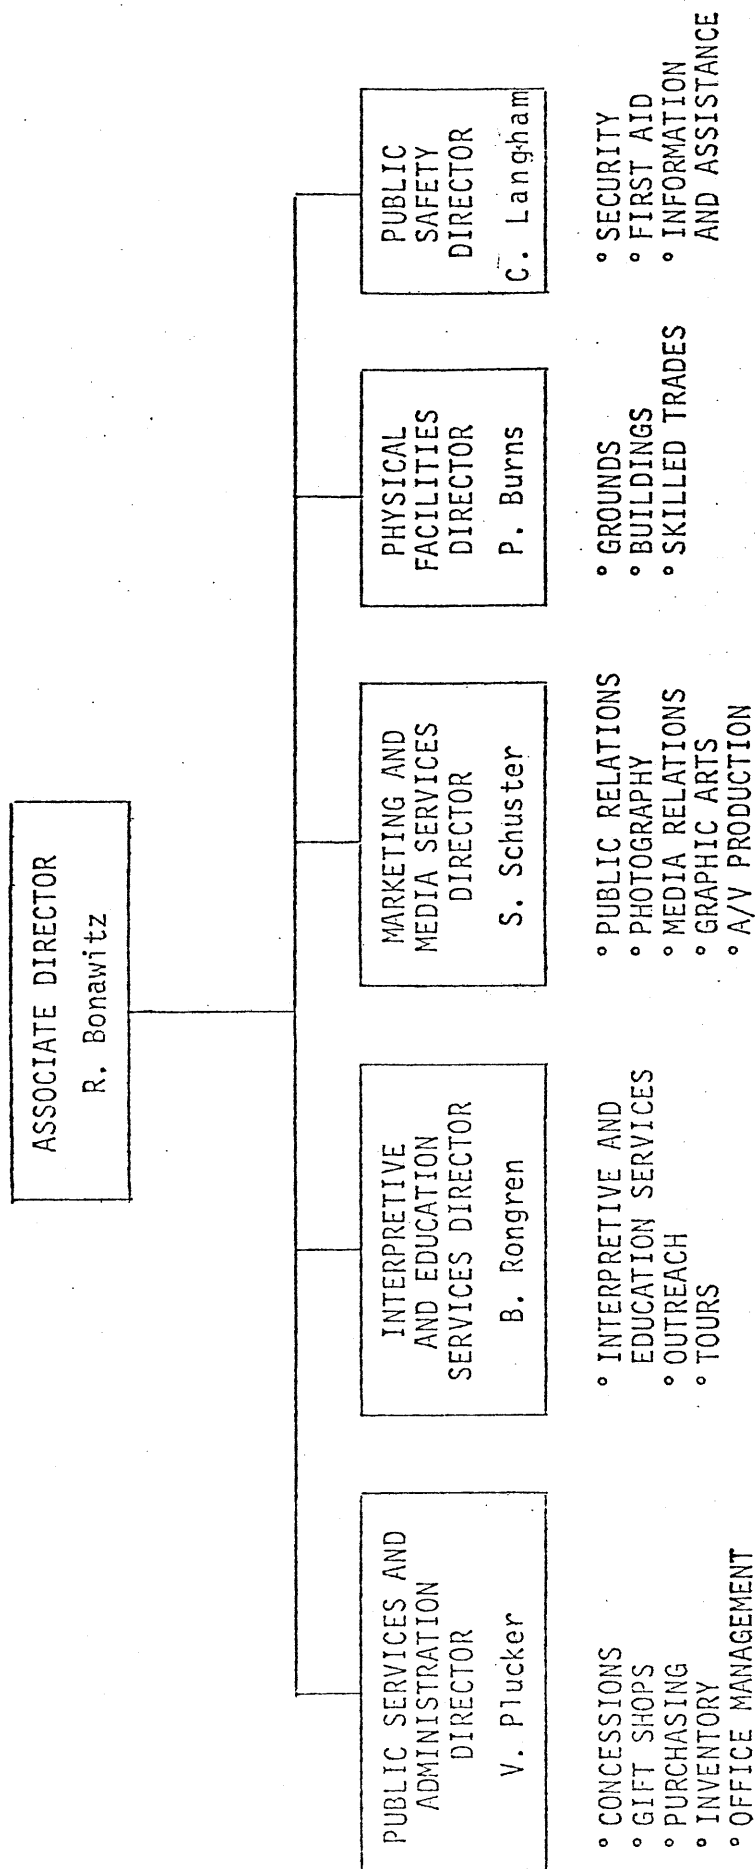 ASSOCIATE DIRECTOR
R. Bonawitz
PUBLIC SERVICES AND
ADMINISTRATION
DIRECTOR
V. Plucker
° CONCESSIONS
° GIFT SHOPS
° PURCHASING
° INVENTORY
° OFFICE MANAGEMENT
INTERPRETIVE
AND EDUCATION
SERVICES DIRECTOR
B. Rongren
° INTERPRETIVE AND
EDUCATION SERVICES
° OUTREACH
° TOURS
MARKETING AND
MEDIA SERVICES
DIRECTOR
S. Schuster
° PUBLIC RELATIONS
° PHOTOGRAPHY
° MEDIA RELATIONS
° GRAPHIC ARTS
° A/V PRODUCTION
PHYSICAL
FACILITIES
DIRECTOR
P. Burns
° GROUNDS
° BUILDINGS
° SKILLED TRADES
PUBLIC
SAFETY
DIRECTOR
C. Langham
° SECURITY
° FIRST AID
° INFORMATION
AND ASSISTANCE